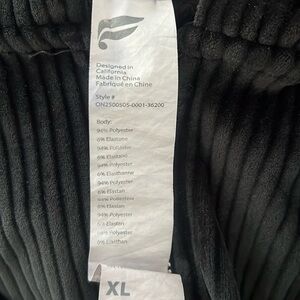 Designed in
California
Made in China
Fabriqué en Chine
Style #
ON2500505-0001-36200
Body:
94% Polyester
6% Elastane
94% Poliester
6% Elastano
94% Polyester
6% Elasthanne
94% Polyester
6% Elastan
94% Poliestere
6% Elastan
94% Polyester
6% Elastan
94% Polyester
6% Elasthan
XL